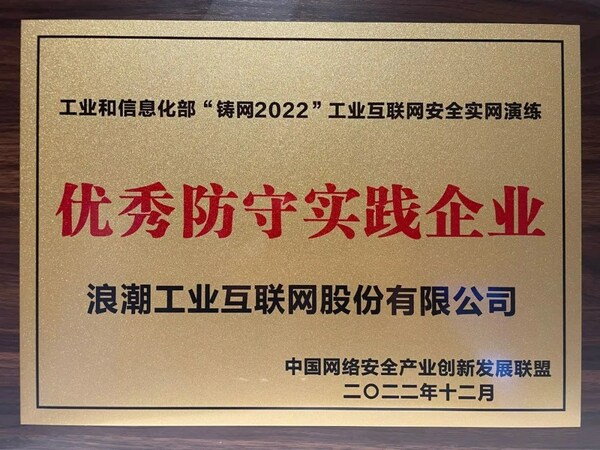 工业和信息化部“铸网2022”工业互联网安全实网演练
优秀防守实践企业
浪潮工业互联网股份有限公司
中国网络安全产业创新发展联盟
二〇二二年十二月